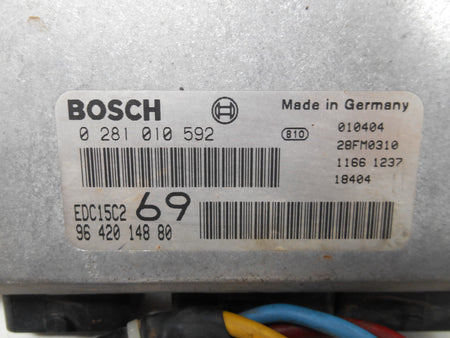 BOSCH
Made in Germany
0 281 010 592
810
010404
28FM0310
1166 1237
18404
EDC15C2 69
96 420 148 80